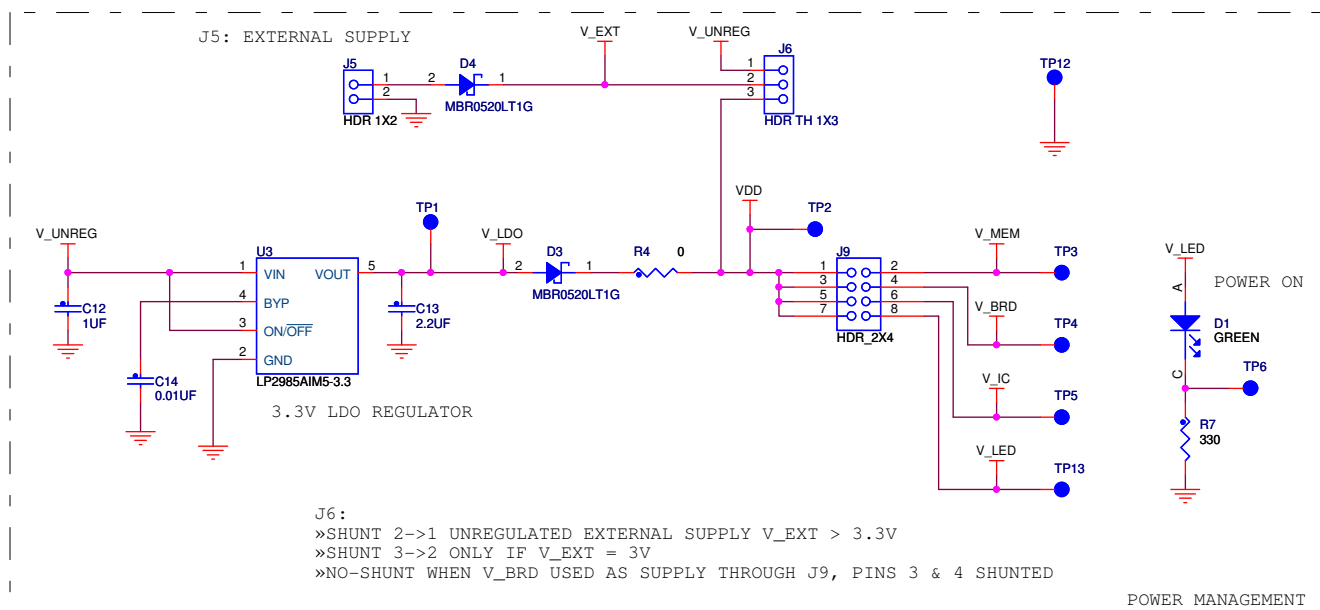 J5: EXTERNAL SUPPLY
V_EXT
V_UNREG
J5
1
2
HDR 1X2
2
D4
1
MBR0520LT1G
J6
1
2
3
HDR TH 1X3
TP12
V_UNREG
C12
1UF
C14
0.01UF
U3
1
4
3
2
VIN
BYP
ON/OFF
GND
VOUT
5
LP2985AIM5-3.3
3.3V LDO REGULATOR
TP1
C13
2.2UF
V_LDO
2
D3
1
MBR0520LT1G
R4
0
VDD
TP2
J9
1
3
5
7
2
4
6
8
HDR_2X4
V_MEM
TP3
V_BRD
TP4
V_IC
TP5
V_LED
TP13
V_LED
POWER ON
A
D1
GREEN
C
TP6
R7
330
J6:
»SHUNT 2->1 UNREGULATED EXTERNAL SUPPLY V_EXT > 3.3V
»SHUNT 3->2 ONLY IF V_EXT = 3V
»NO-SHUNT WHEN V_BRD USED AS SUPPLY THROUGH J9, PINS 3 & 4 SHUNTED
POWER MANAGEMENT